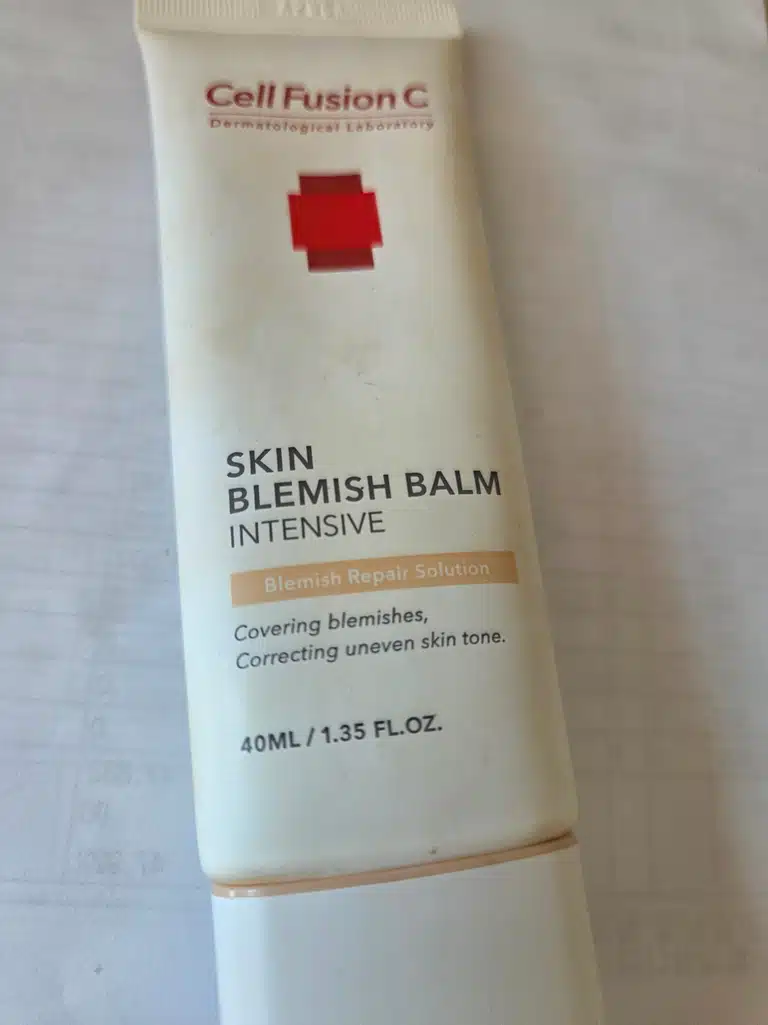 Cell Fusion C
Dermatological Laboratory
SKIN
BLEMISH BALM
INTENSIVE
Blemish Repair Solution
Covering blemishes,
Correcting uneven skin tone.
40ML / 1.35 FL.OZ.